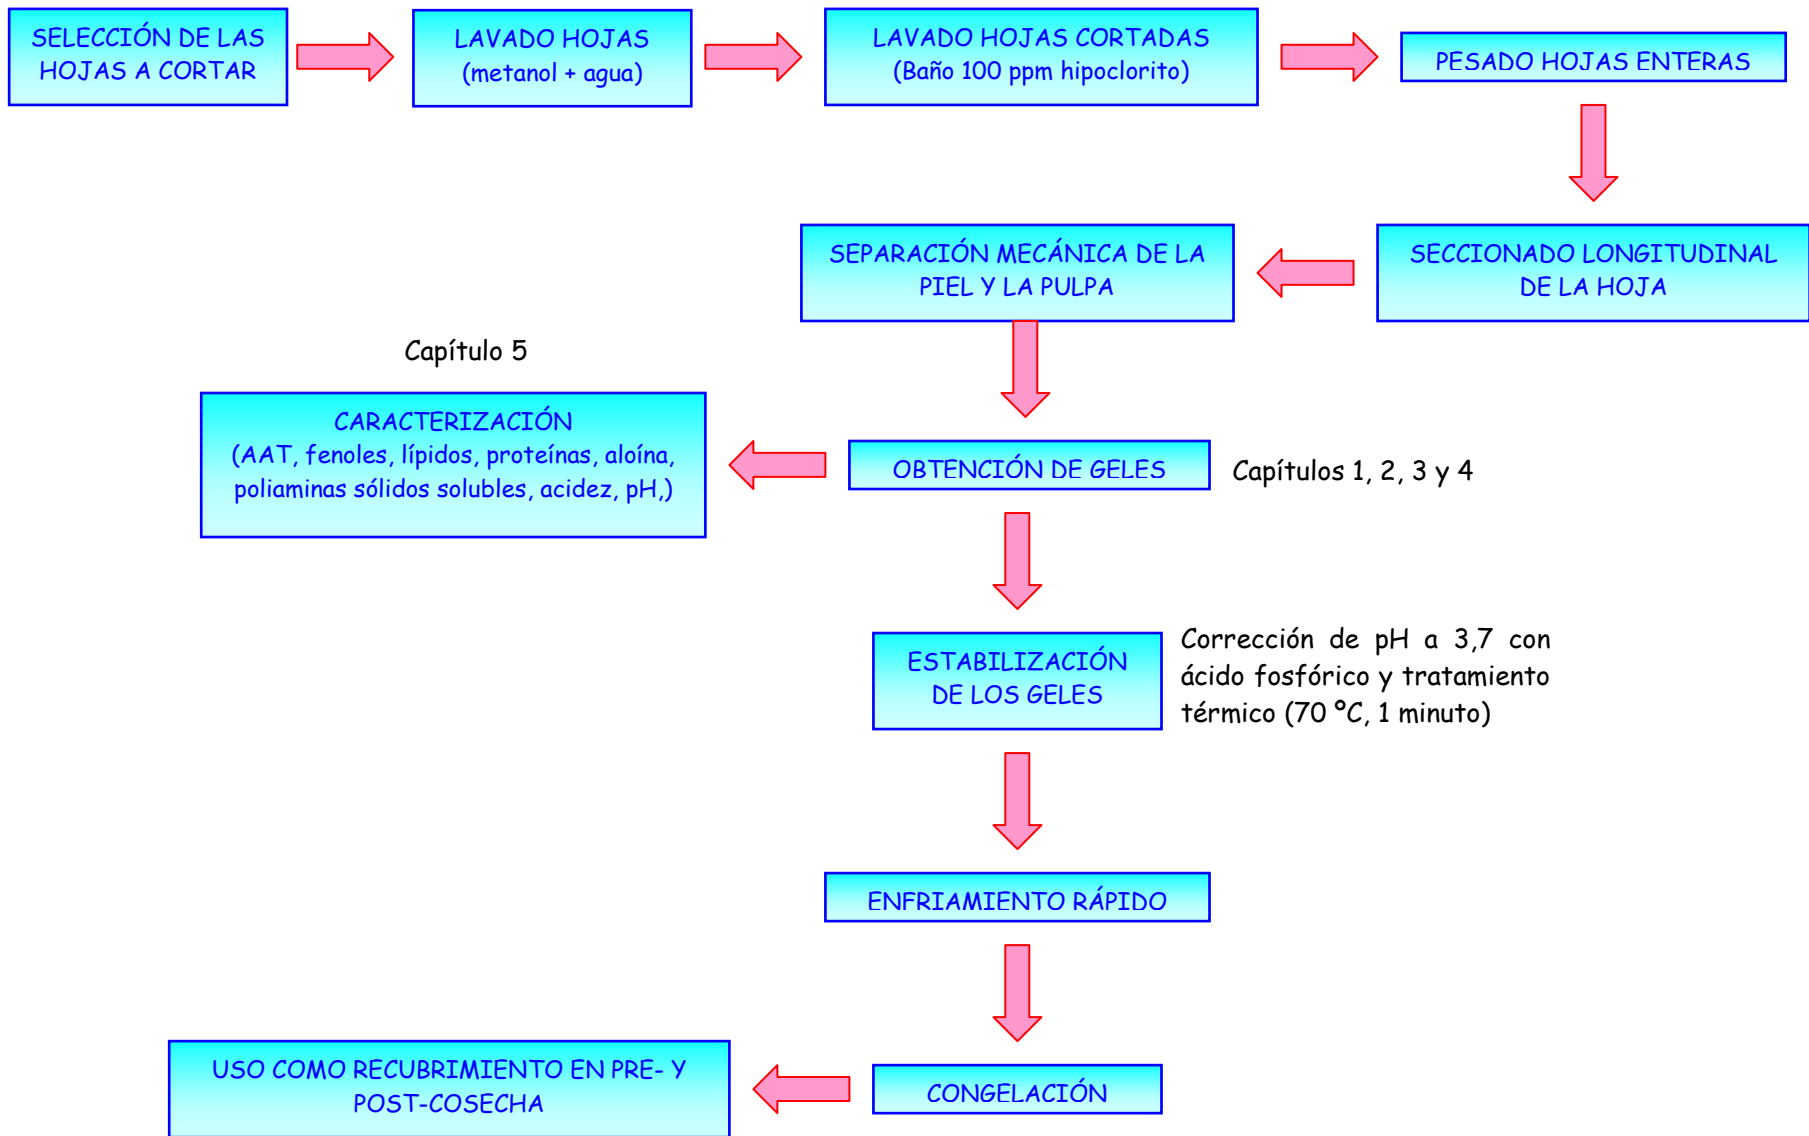 SELECCIÓN DE LAS
HOJAS A CORTAR
LAVADO HOJAS
(metanol + agua)
LAVADO HOJAS CORTADAS
(Baño 100 ppm hipoclorito)
PESADO HOJAS ENTERAS
SECCIONADO LONGITUDINAL
DE LA HOJA
SEPARACIÓN MECÁNICA DE LA
PIEL Y LA PULPA
Capítulo 5
CARACTERIZACIÓN
(AAT, fenoles, lípidos, proteínas, aloína,
poliaminas sólidos solubles, acidez, pH,)
OBTENCIÓN DE GELES
Capítulos 1, 2, 3 y 4
ESTABILIZACIÓN
DE LOS GELES
Corrección de pH a 3,7 con
ácido fosfórico y tratamiento
térmico (70 ºC, 1 minuto)
ENFRIAMIENTO RÁPIDO
CONGELACIÓN
USO COMO RECUBRIMIENTO EN PRE- Y
POST-COSECHA